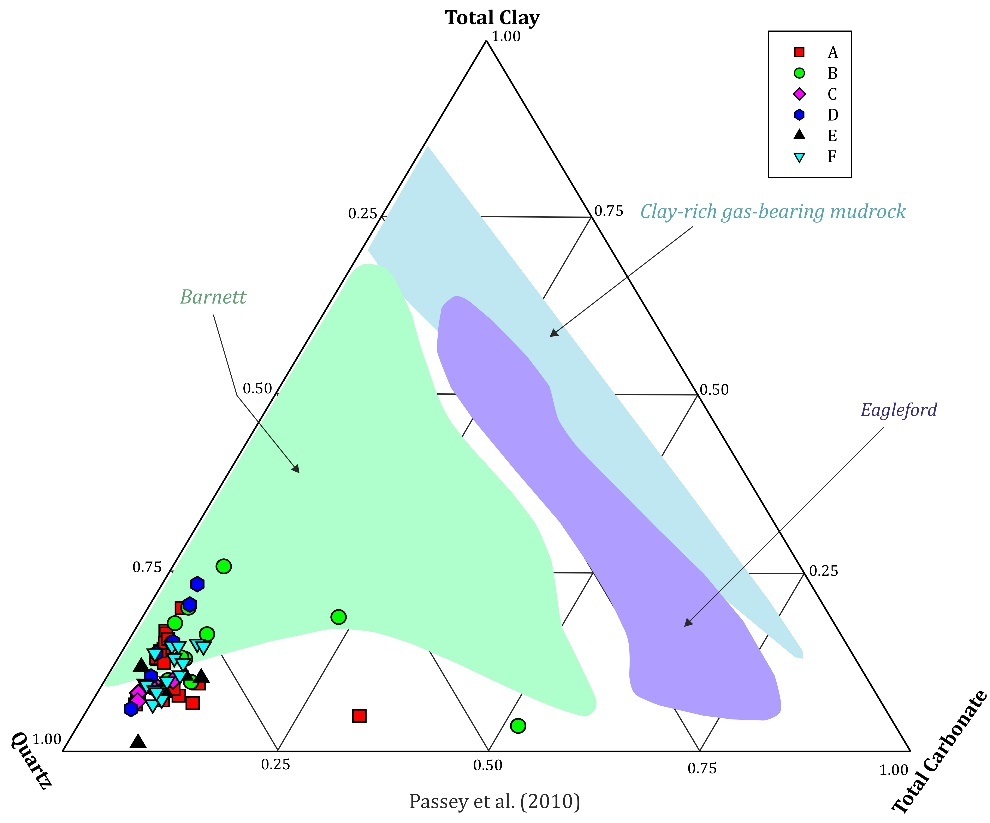 Total Clay
1.00
A
B
C
D
E
F
0.25
0.75
Clay-rich gas-bearing mudrock
Barnett
0.50
0.50
Eagleford
0.75
0.25
1.00
Quartz
0.25
0.50
0.75
1.00
Total Carbonate
Passey et al. (2010)